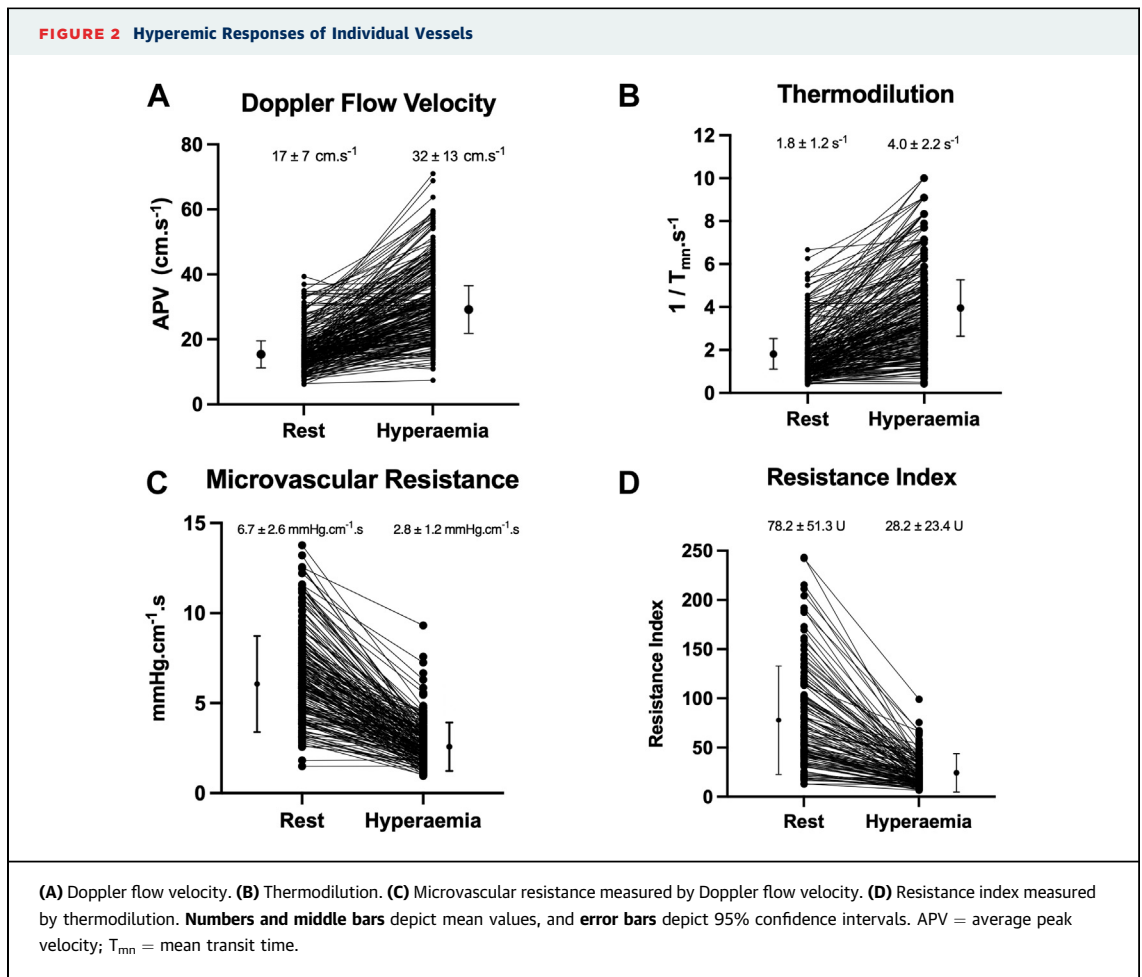 FIGURE 2 Hyperemic Responses of Individual Vessels
A
Doppler Flow Velocity
17 ± 7 cm.s⁻¹
32 ± 13 cm.s⁻¹
80
60
40
20
0
APV (cm.s⁻¹)
Rest
Hyperaemia
B
Thermodilution
1.8 ± 1.2 s⁻¹
4.0 ± 2.2 s⁻¹
12
10
8
6
4
2
0
1 / Tmn.s⁻¹
Rest
Hyperaemia
C
Microvascular Resistance
6.7 ± 2.6 mmHg.cm⁻¹.s
2.8 ± 1.2 mmHg.cm⁻¹.s
15
10
5
0
mmHg.cm⁻¹.s
Rest
Hyperaemia
D
Resistance Index
78.2 ± 51.3 U
28.2 ± 23.4 U
250
200
150
100
50
0
Resistance Index
Rest
Hyperaemia
(A) Doppler flow velocity. (B) Thermodilution. (C) Microvascular resistance measured by Doppler flow velocity. (D) Resistance index measured
by thermodilution. Numbers and middle bars depict mean values, and error bars depict 95% confidence intervals. APV = average peak
velocity; Tmn = mean transit time.